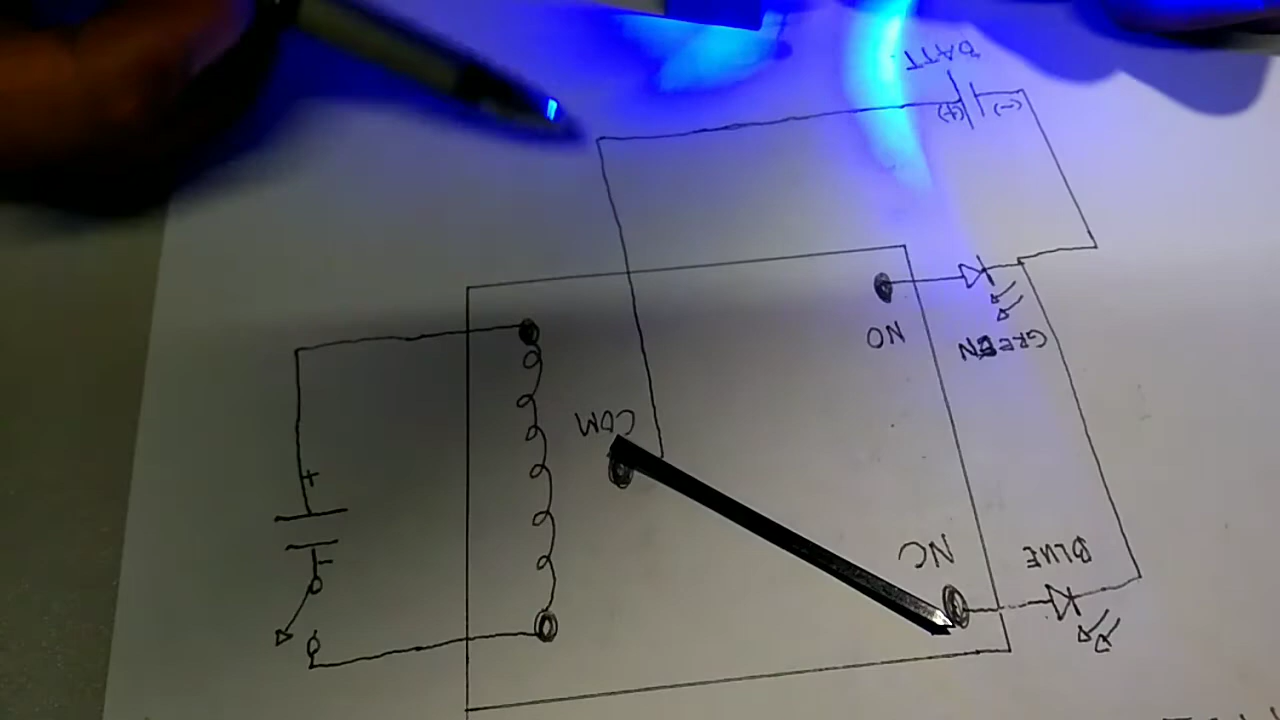 BATT
(+) (-)
NO
GREEN
COM
+
-
NC
BLUE